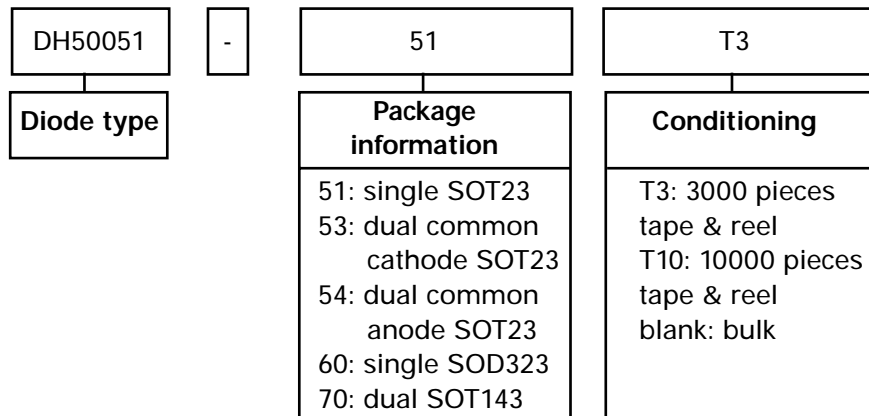 DH50051 - 51 T3
Diode type
Package
information
Conditioning
51: single SOT23
53: dual common
cathode SOT23
54: dual common
anode SOT23
60: single SOD323
70: dual SOT143
T3: 3000 pieces
tape & reel
T10: 10000 pieces
tape & reel
blank: bulk